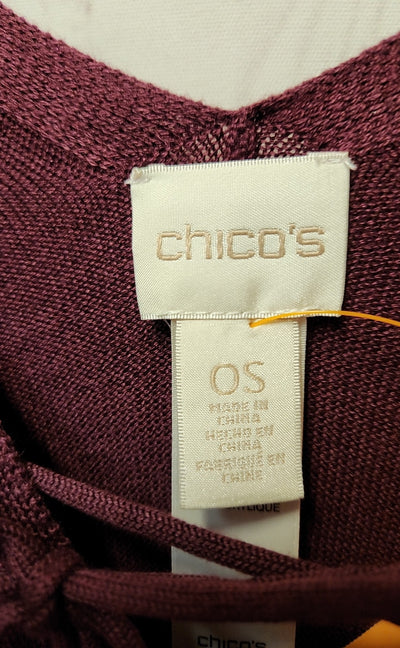 chico's
OS
MADE IN
CHINA
HECHO EN
CHINA
FABRIQUÉ EN
CHINE
chico's